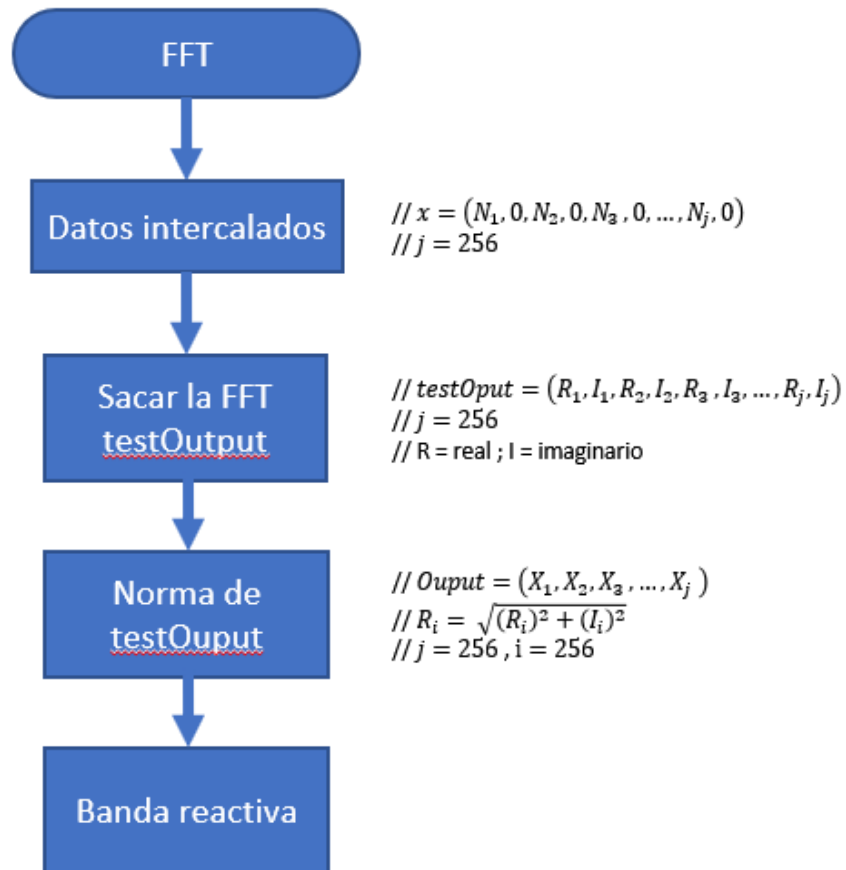 FFT
Datos intercalados
// x = (N₁, 0, N₂, 0, N₃, 0, …, Nⱼ, 0)
// j = 256
Sacar la FFT
testOutput
// testOput = (R₁, I₁, R₂, I₂, R₃, I₃, …, Rⱼ, Iⱼ)
// j = 256
// R = real ; I = imaginario
Norma de
testOuput
// Ouput = (X₁, X₂, X₃, …, Xⱼ )
// Rᵢ = √((Rᵢ)² + (Iᵢ)²)
// j = 256 , i = 256
Banda reactiva